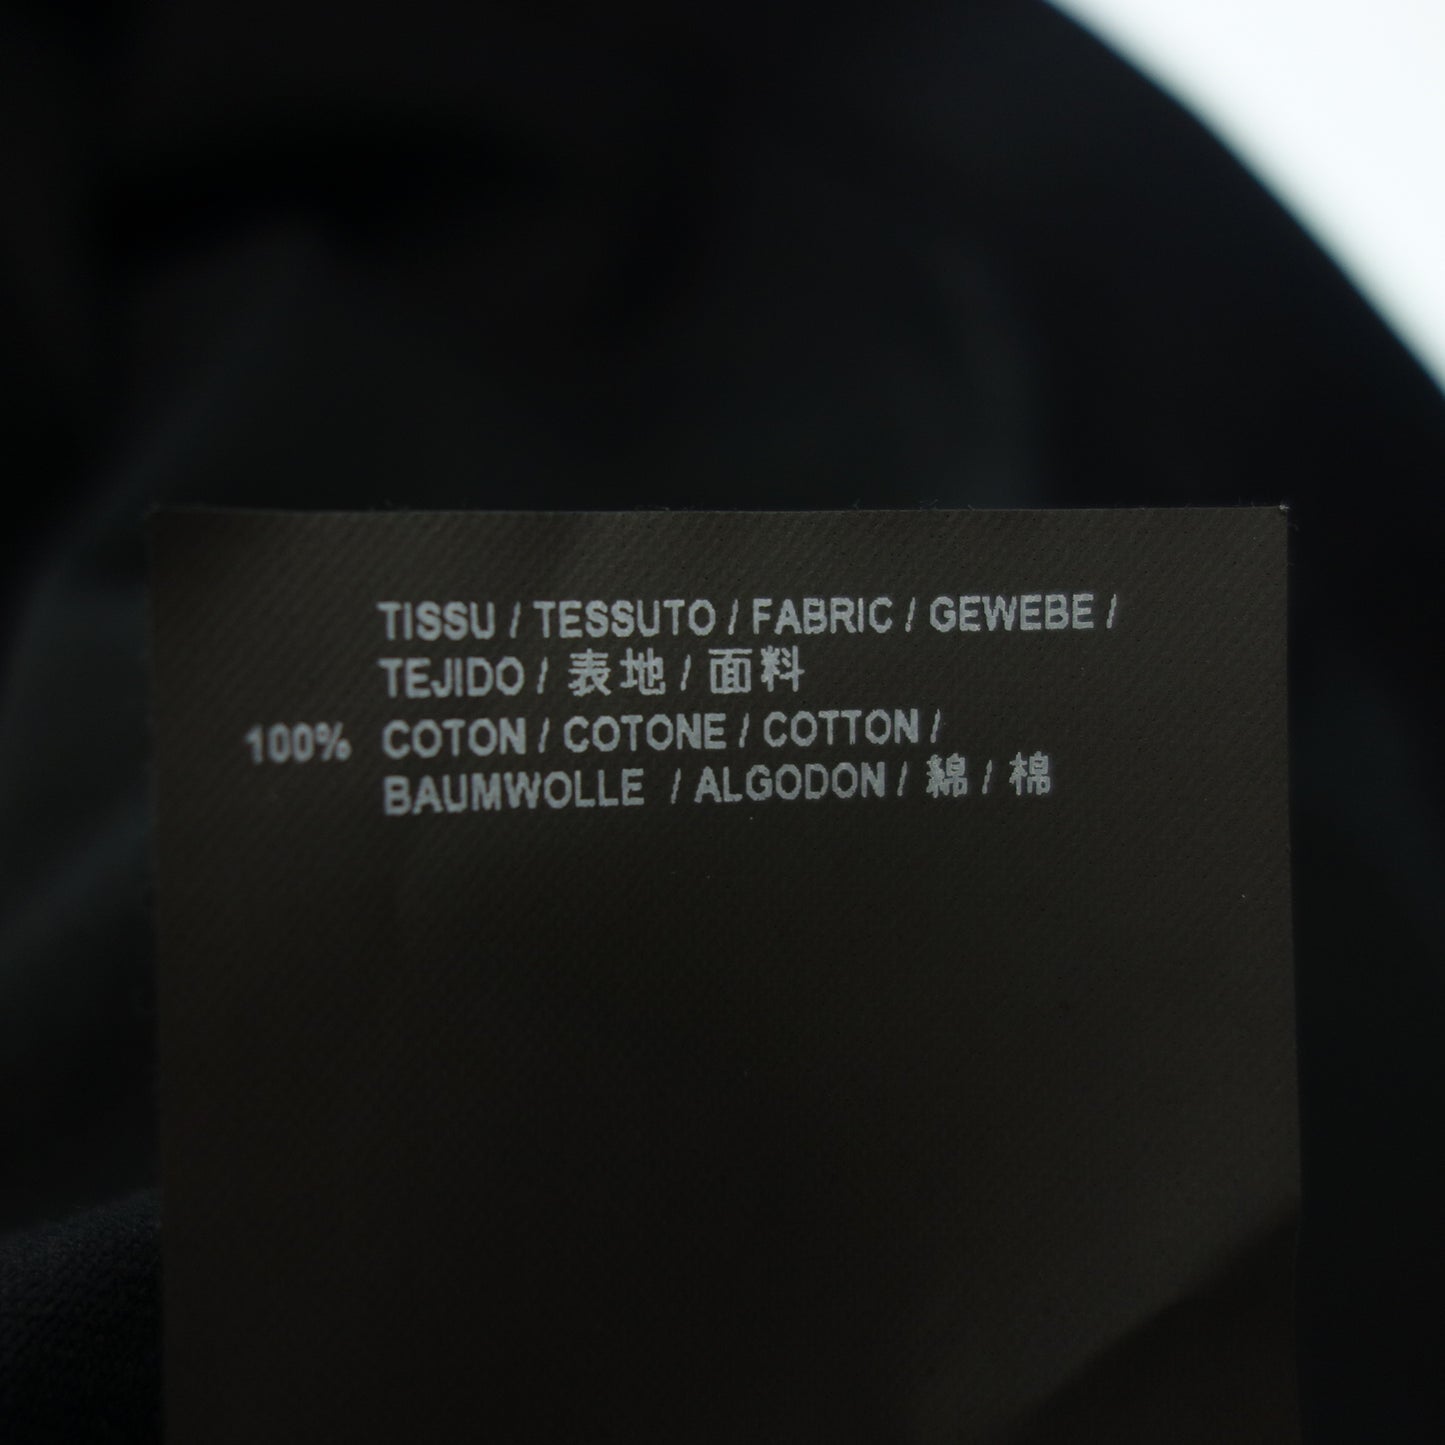 TISSU / TESSUTO / FABRIC / GEWEBE /
TEJIDO / 表地 / 面料
100% COTON / COTONE / COTTON /
BAUMWOLLE / ALGODON / 綿 / 棉